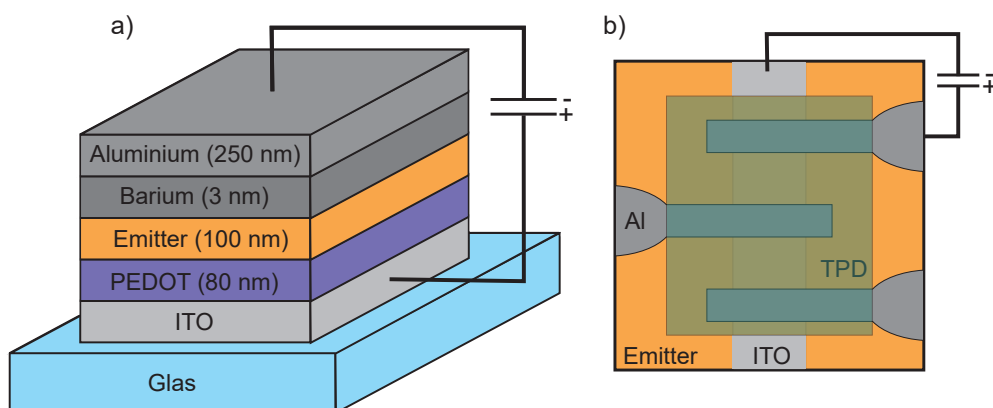 a)
-
+
Aluminium (250 nm)
Barium (3 nm)
Emitter (100 nm)
PEDOT (80 nm)
ITO
Glas
b)
-
+
Al
TPD
Emitter
ITO